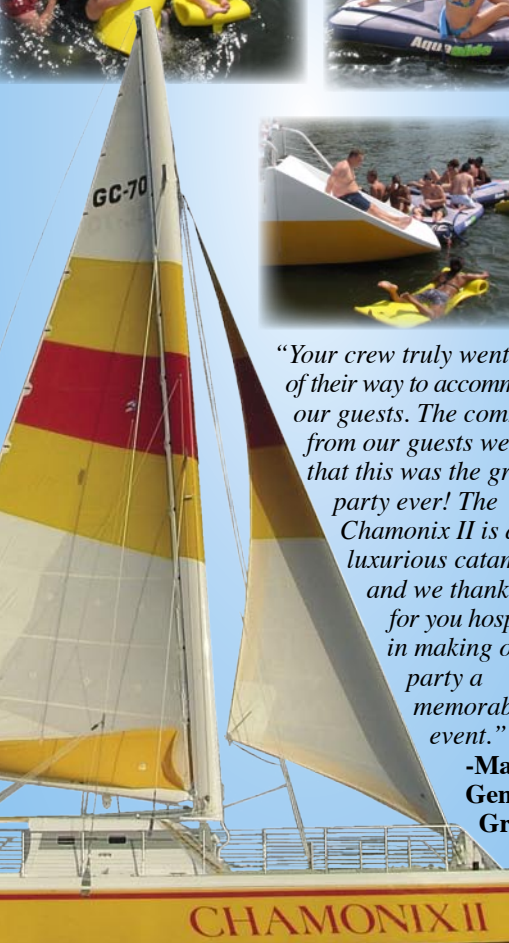 Aquaglide
GC-70
“Your crew truly went
of their way to accomm
our guests. The com
from our guests we
that this was the gr
party ever! The
Chamonix II is
luxurious catam
and we thank
for you hosp
in making o
party a
memorab
event.”
-Ma
Gen
Gr
CHAMONIX II